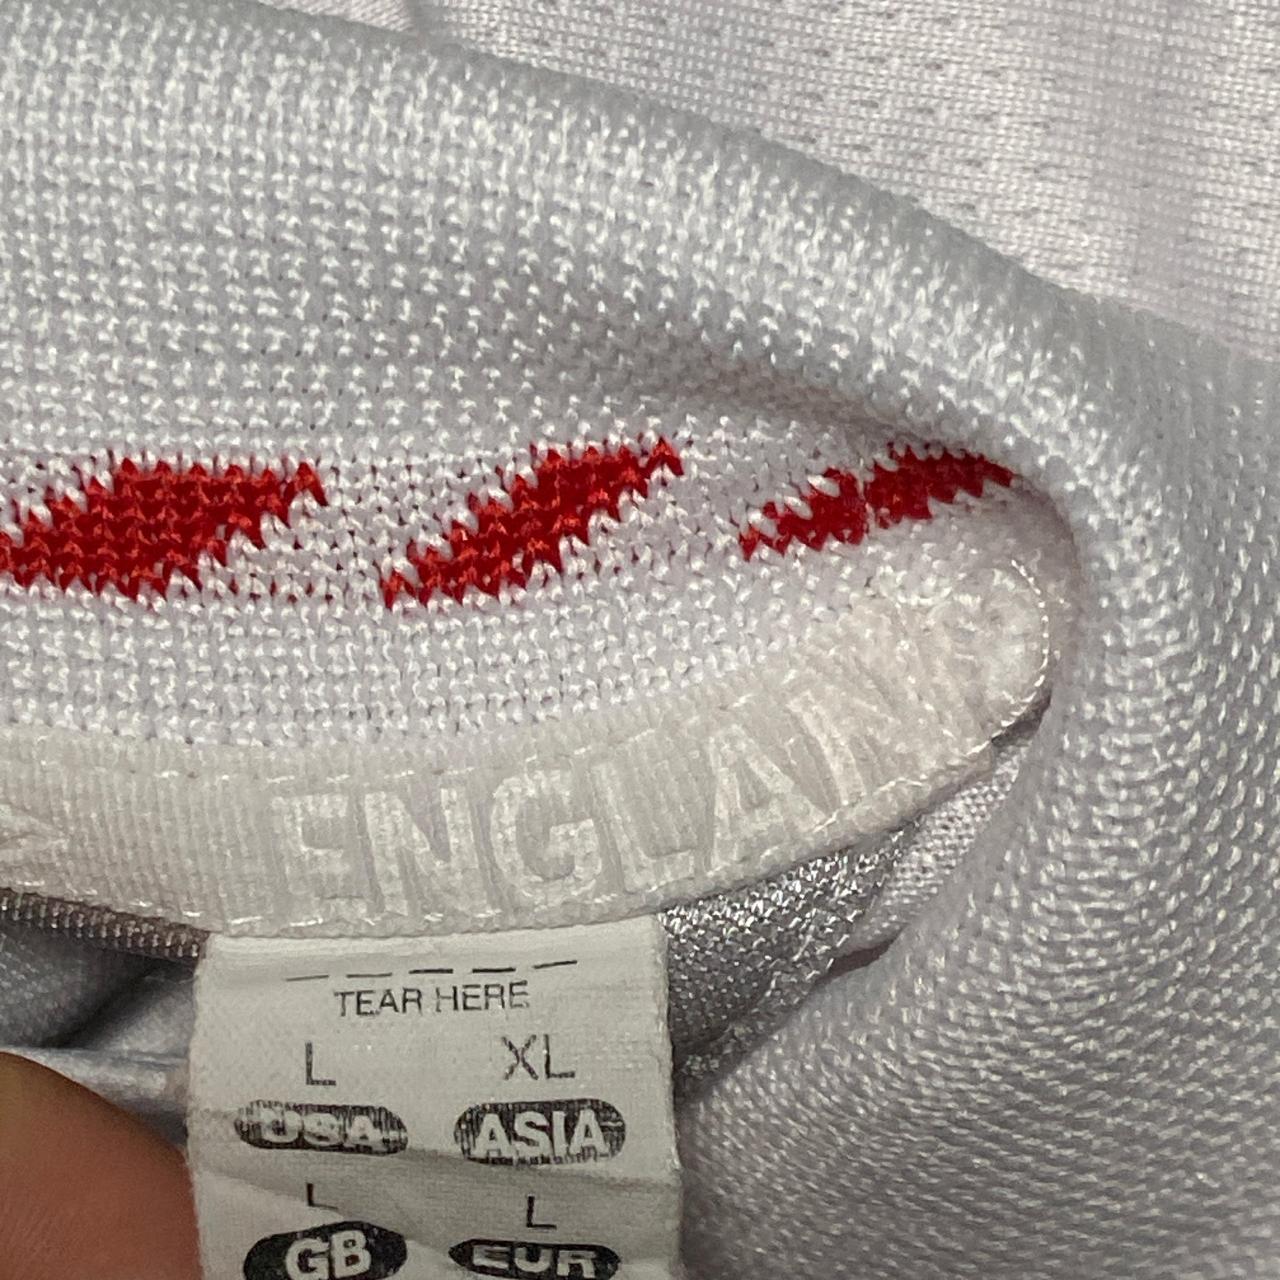 ENGLAND
TEAR HERE
L XL
USA ASIA
L L
GB EUR